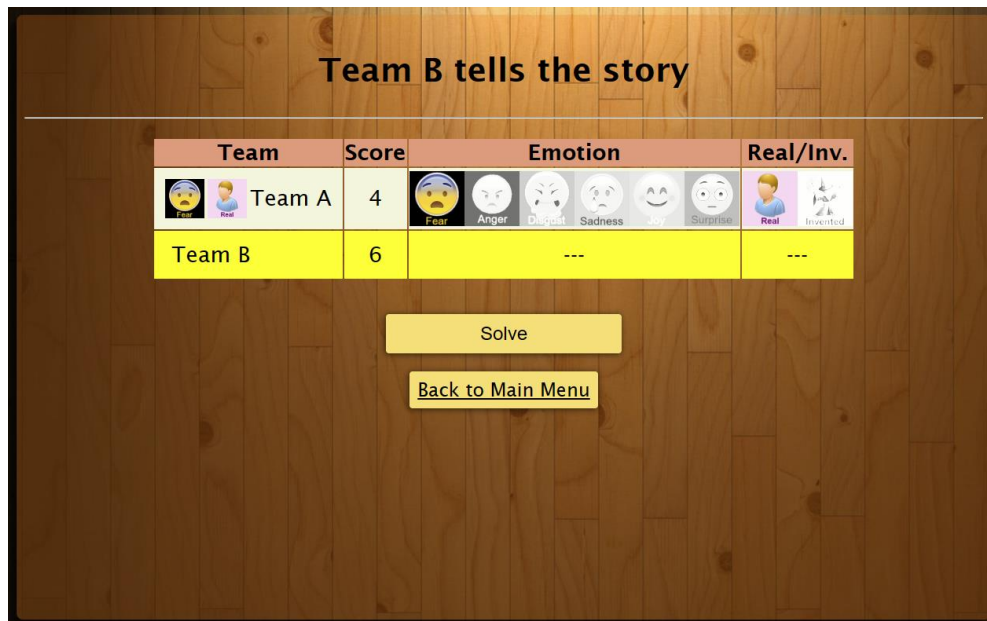 Team B tells the story
Team Score Emotion Real/Inv.
Fear Real Team A 4 Fear Anger Disgust Sadness Joy Surprise Real Invented
Team B 6 --- ---
Solve
Back to Main Menu